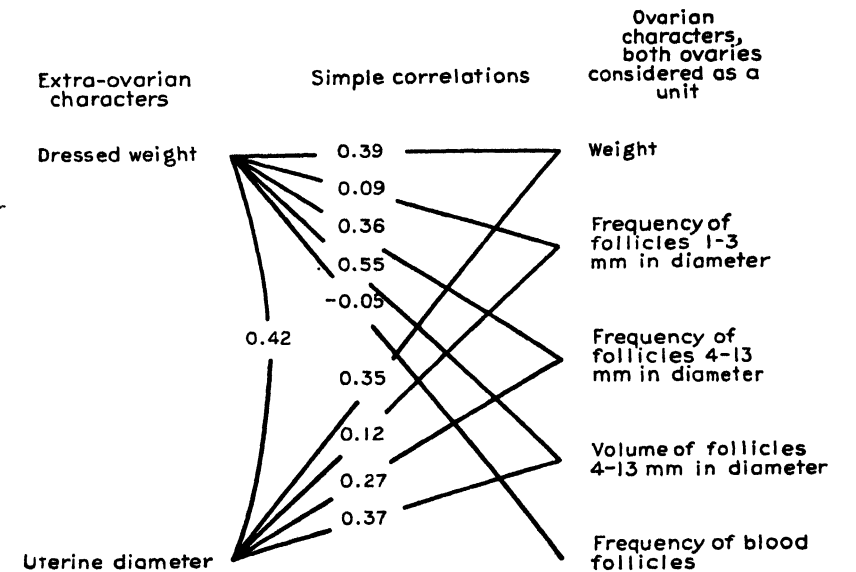 Extra-ovarian
characters
Simple correlations
Ovarian
characters,
both ovaries
considered as a
unit
Dressed weight
0.39
Weight
0.09
0.36
Frequency of
follicles 1-3
mm in diameter
0.55
-0.05
0.42
Frequency of
follicles 4-13
mm in diameter
0.35
0.12
Volume of follicles
4-13 mm in diameter
0.27
0.37
Uterine diameter
Frequency of blood
follicles